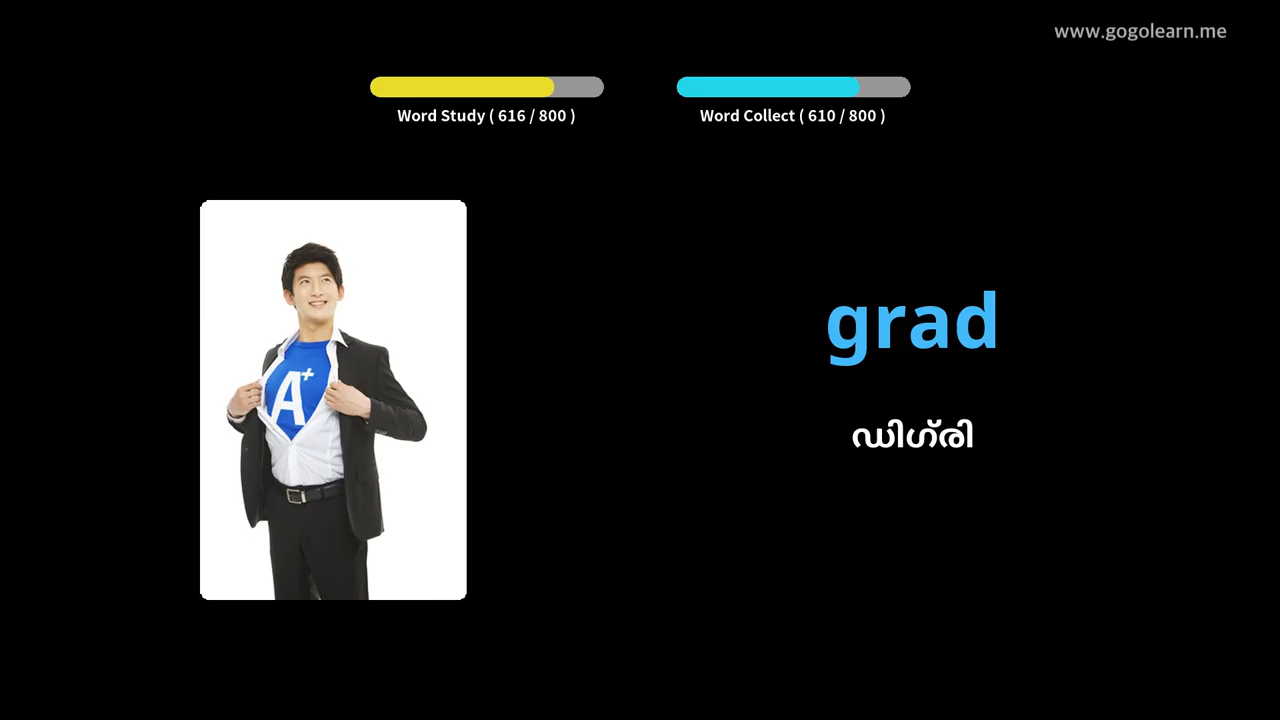 www.gogolearn.me
Word Study ( 616 / 800 )
Word Collect ( 610 / 800 )
A+
grad
ഡിഗ്രി